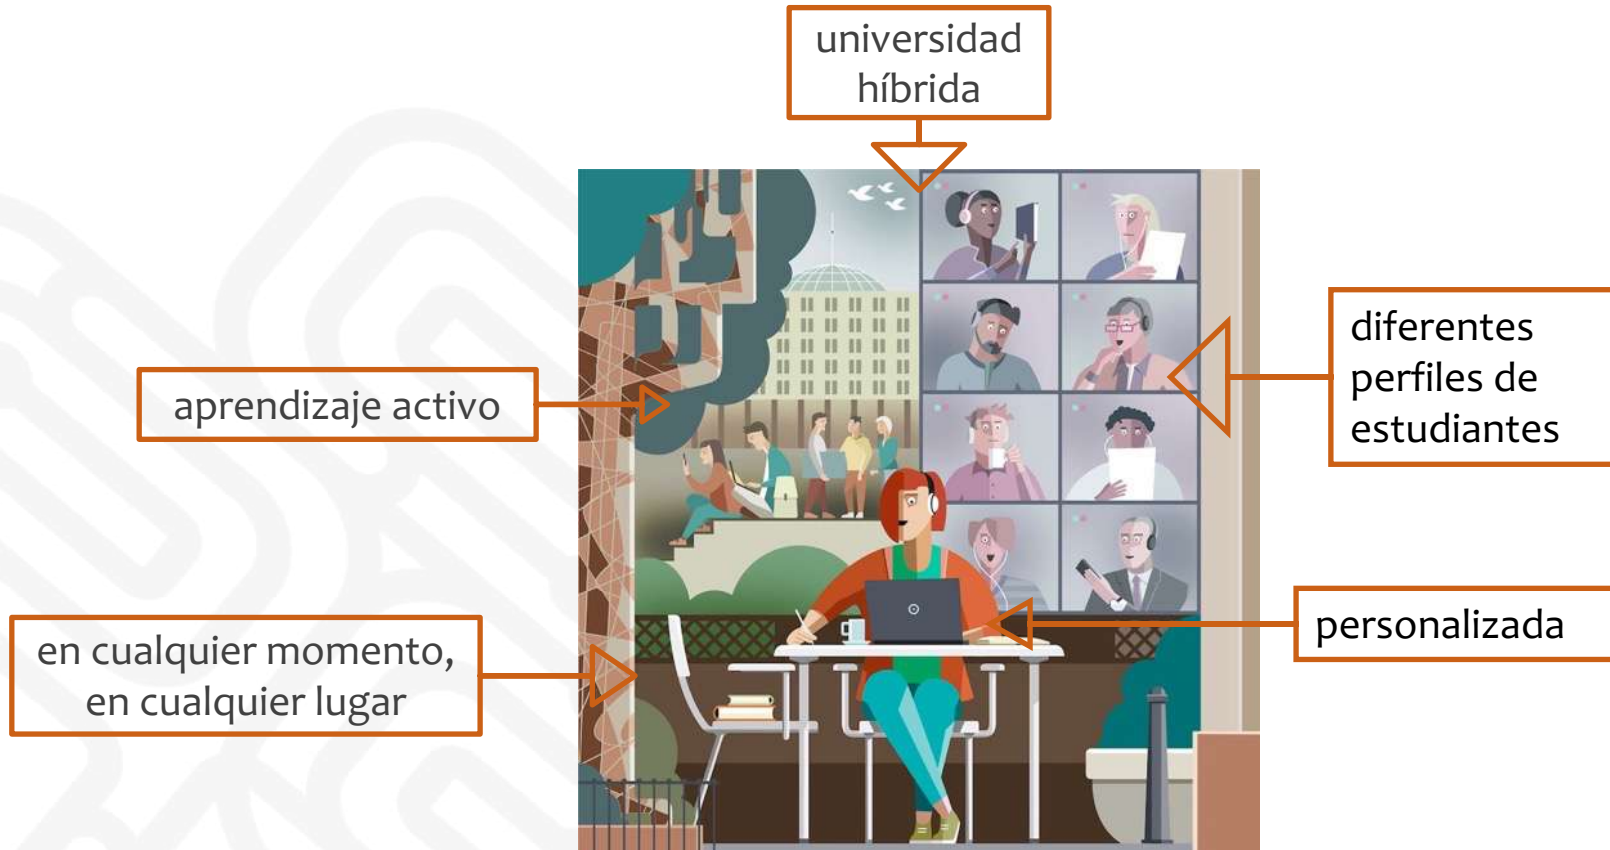 universidad
híbrida
diferentes
perfiles de
estudiantes
aprendizaje activo
personalizada
en cualquier momento,
en cualquier lugar